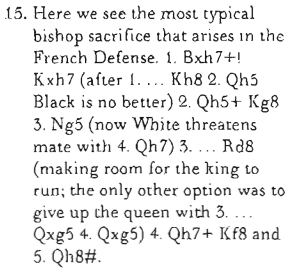 15. Here we see the most typical
bishop sacrifice that arises in the
French Defense. 1. Bxh7+!
Kxh7 (after 1. ... Kh8 2. Qh5
Black is no better) 2. Qh5+ Kg8
3. Ng5 (now White threatens
mate with 4. Qh7) 3. ... Rd8
(making room for the king to
run; the only other option was to
give up the queen with 3. ...
Qxg5 4. Qxg5) 4. Qh7+ Kf8 and
5. Qh8#.